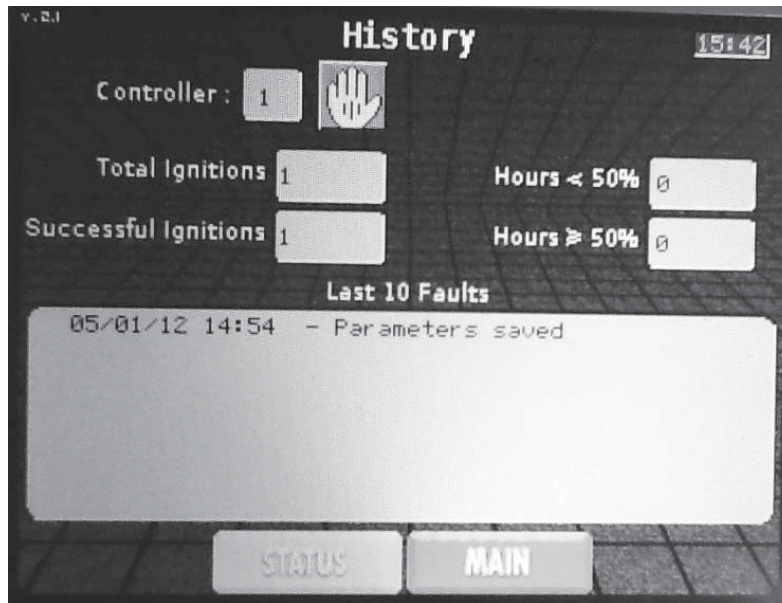 v.2.1
History
15:42
Controller : 1
Total Ignitions 1
Hours < 50% 0
Successful Ignitions 1
Hours ≥ 50% 0
Last 10 Faults
05/01/12 14:54 - Parameters saved
STATUS
MAIN